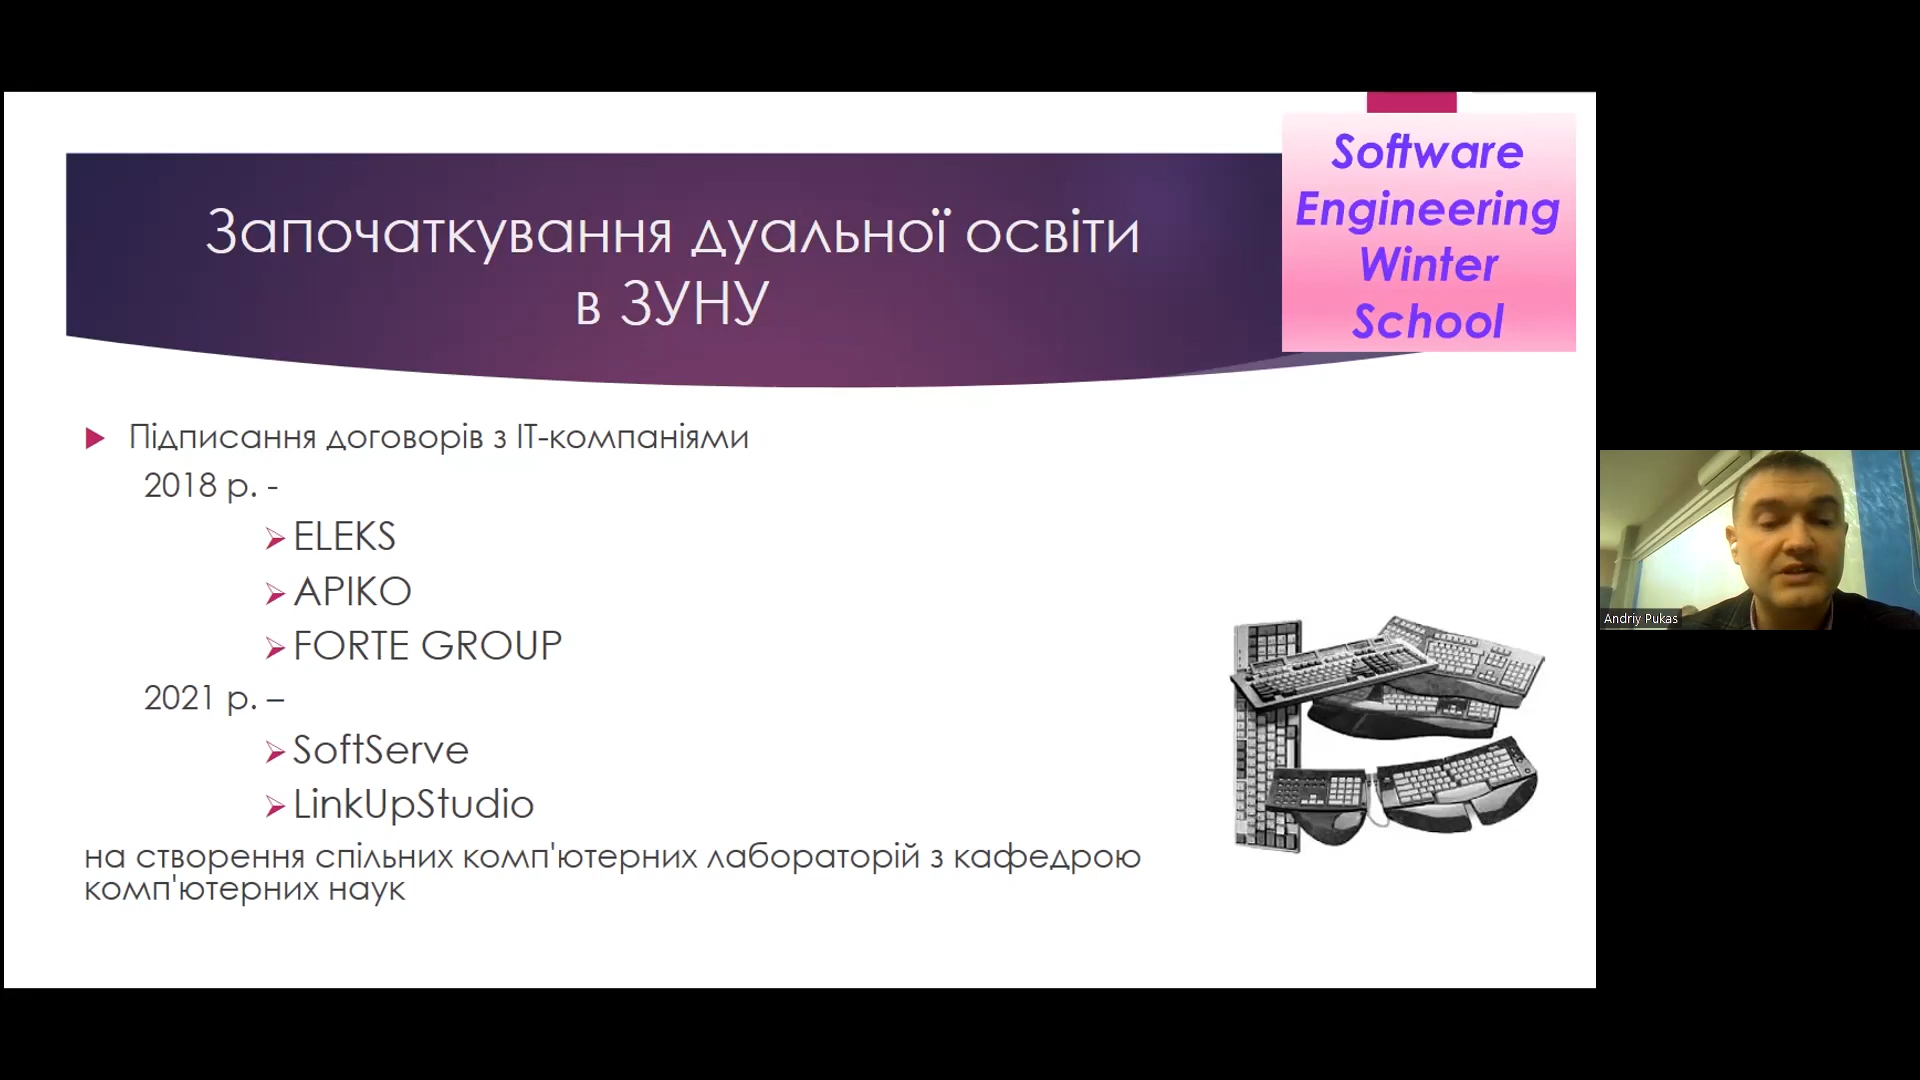 Software
Engineering
Winter
School
Започаткування дуальної освіти
в ЗУНУ
Підписання договорів з ІТ-компаніями
2018 р. -
ELEKS
APIKO
FORTE GROUP
2021 р. –
SoftServe
LinkUpStudio
на створення спільних комп'ютерних лабораторій з кафедрою
комп'ютерних наук
Andriy Pukas